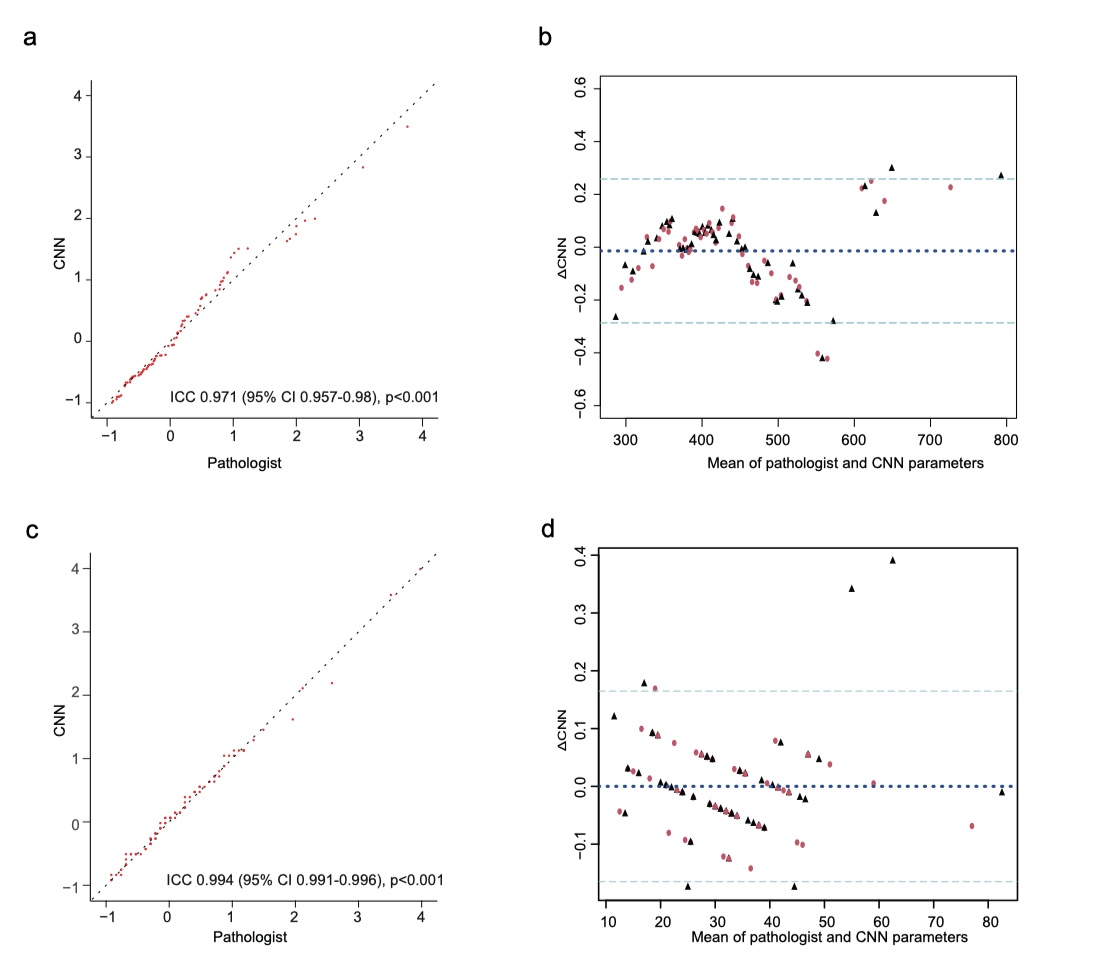 a
4
3
2
1
0
−1
CNN
ICC 0.971 (95% CI 0.957-0.98), p<0.001
−1 0 1 2 3 4
Pathologist
b
0.6
0.4
0.2
0.0
−0.2
−0.4
−0.6
ΔCNN
300 400 500 600 700 800
Mean of pathologist and CNN parameters
c
4
3
2
1
0
−1
CNN
ICC 0.994 (95% CI 0.991-0.996), p<0.001
−1 0 1 2 3 4
Pathologist
d
0.4
0.3
0.2
0.1
0.0
−0.1
ΔCNN
10 20 30 40 50 60 70 80
Mean of pathologist and CNN parameters